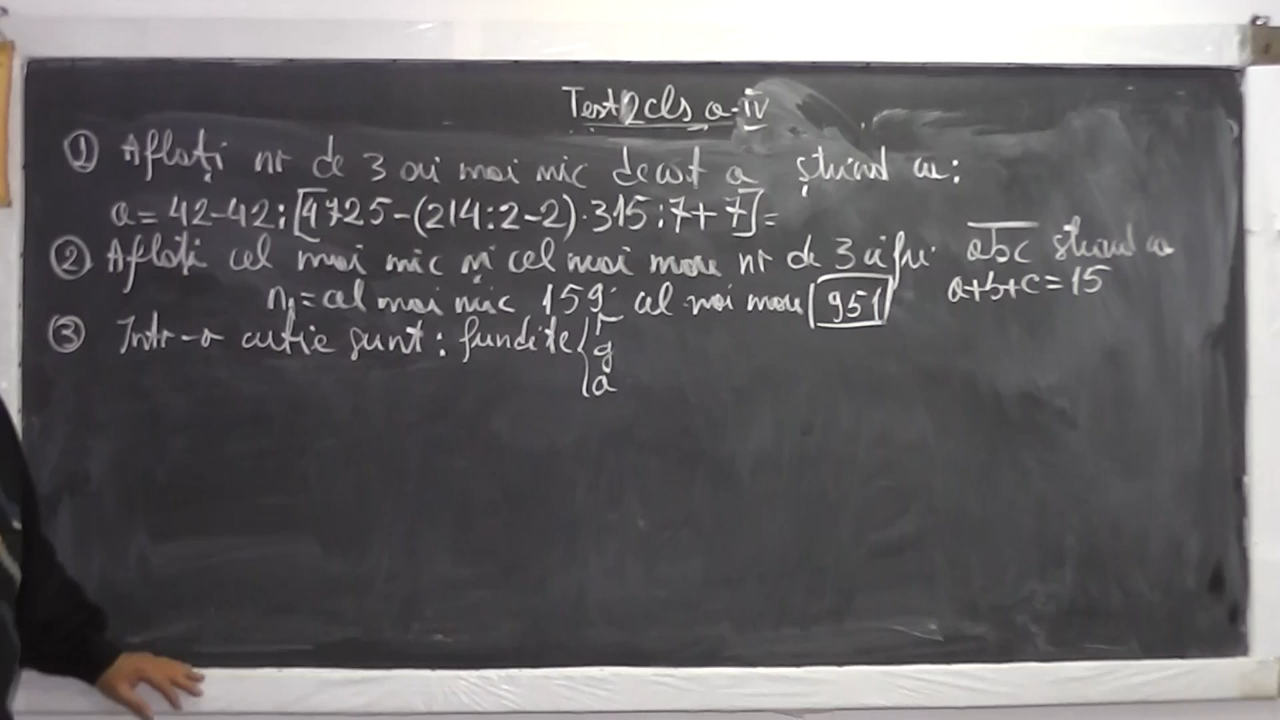 Test 2 cls a-IV
① Aflați nr de 3 ori mai mic decât a știind că:
a = 42-42:[4725-(214:2-2)·315:7+7]=
② Aflați cel mai mic și cel mai mare nr de 3 cifre abc știind că
a+b+c=15
n₁=cel mai mic 159 cel mai mare 951
③ Într-o cutie sunt: fundițe { r
g
a